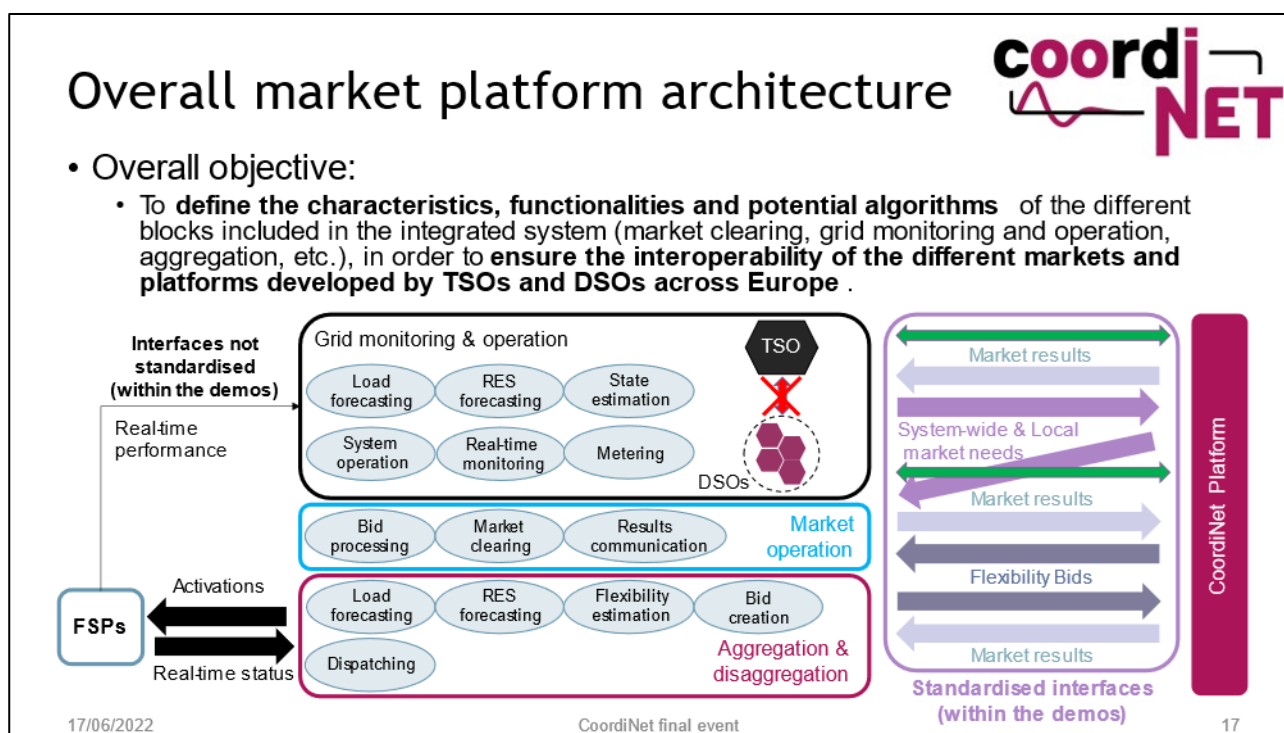 Overall market platform architecture
coordi
NET
• Overall objective:
• To define the characteristics, functionalities and potential algorithms of the different
blocks included in the integrated system (market clearing, grid monitoring and operation,
aggregation, etc.), in order to ensure the interoperability of the different markets and
platforms developed by TSOs and DSOs across Europe .
Interfaces not
standardised
(within the demos)
Real-time
performance
Grid monitoring & operation
Load
forecasting
RES
forecasting
State
estimation
System
operation
Real-time
monitoring
Metering
TSO
DSOs
Bid
processing
Market
clearing
Results
communication
Market
operation
Activations
FSPs
Real-time status
Load
forecasting
RES
forecasting
Flexibility
estimation
Bid
creation
Dispatching
Aggregation &
disaggregation
Market results
System-wide & Local
market needs
Market results
Flexibility Bids
Market results
Standardised interfaces
(within the demos)
CoordiNet Platform
17/06/2022
CoordiNet final event
17